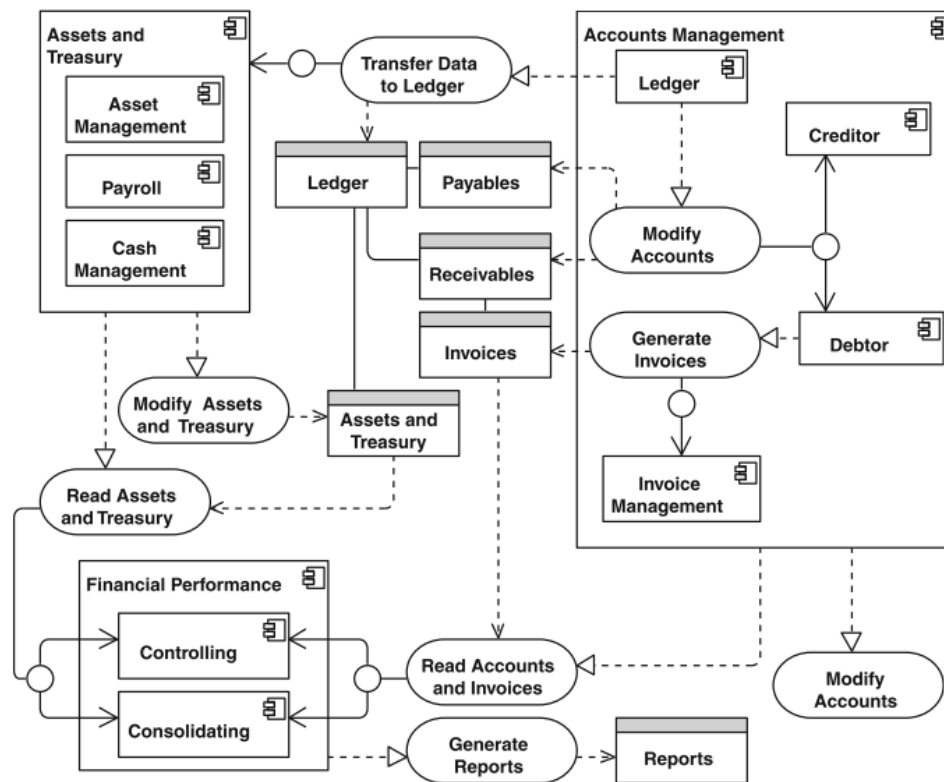 Assets and
Treasury
Asset
Management
Payroll
Cash
Management
Transfer Data
to Ledger
Accounts Management
Ledger
Creditor
Ledger
Payables
Modify
Accounts
Receivables
Invoices
Generate
Invoices
Debtor
Modify Assets
and Treasury
Assets and
Treasury
Read Assets
and Treasury
Invoice
Management
Financial Performance
Controlling
Consolidating
Read Accounts
and Invoices
Modify
Accounts
Generate
Reports
Reports